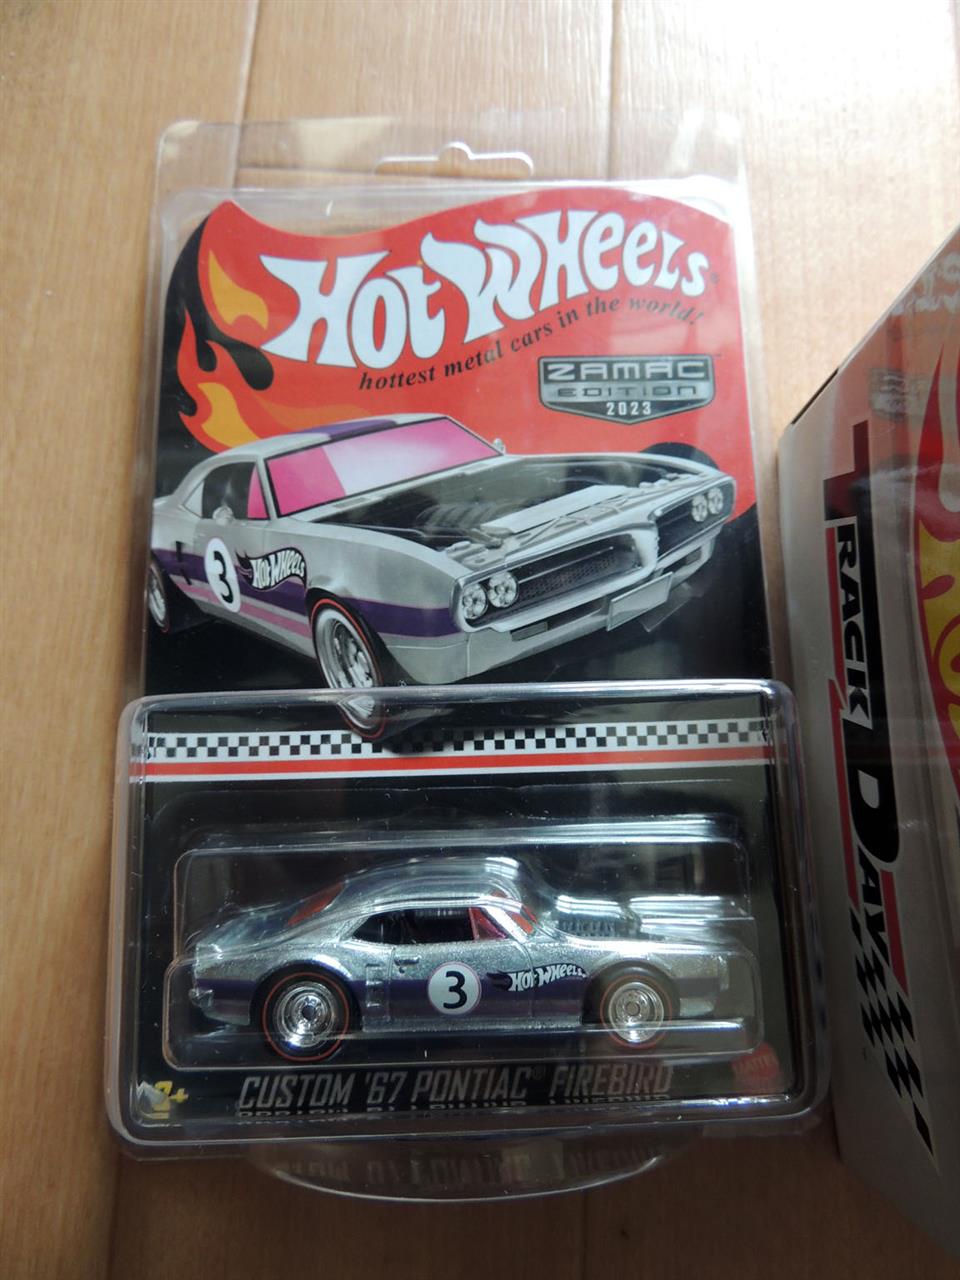 HOT WHEELS®
hottest metal cars in the world!
ZAMAC
EDITION
2023
3
HOT WHEELS
3
HOT WHEELS
CUSTOM '67 PONTIAC® FIREBIRD
TRACK DAY